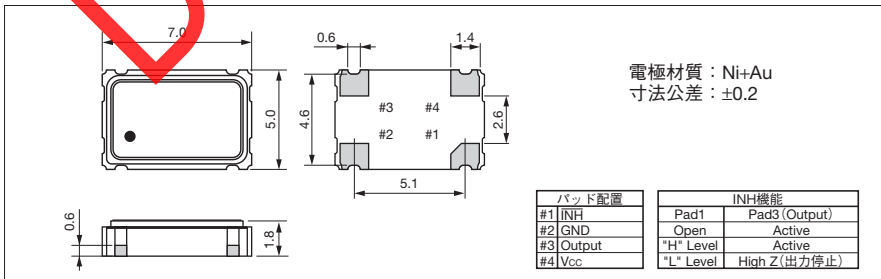 7.0
5.0
0.6
1.8
0.6
1.4
4.6
2.6
5.1
#3 #4
#2 #1
電極材質：Ni+Au
寸法公差：±0.2
パッド配置
#1 INH
#2 GND
#3 Output
#4 Vcc
INH機能
Pad1 Pad3(Output)
Open Active
"H" Level Active
"L" Level High Z(出力停止)